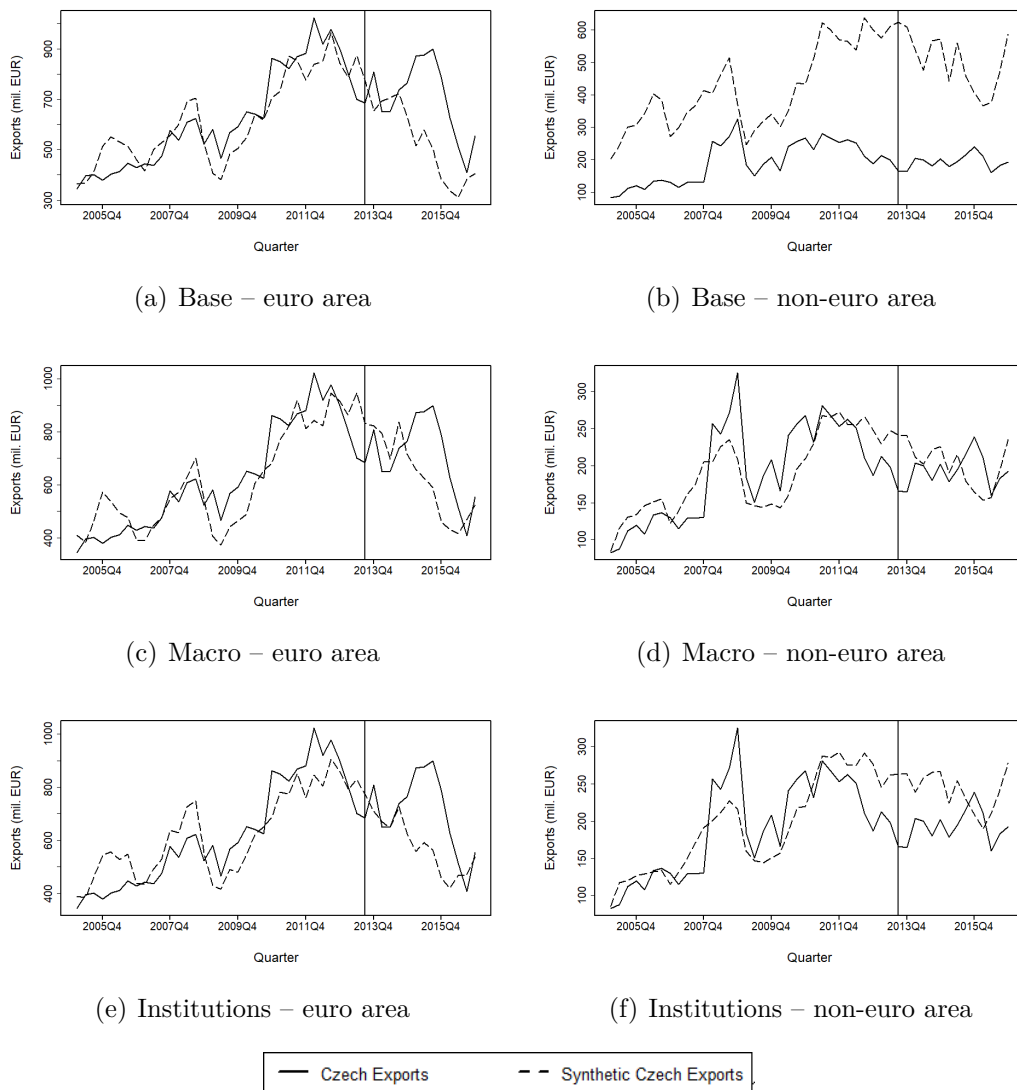 Exports (mil. EUR)
900
700
500
300
2005Q4 2007Q4 2009Q4 2011Q4 2013Q4 2015Q4
Quarter
(a) Base – euro area
Exports (mil. EUR)
600
500
400
300
200
100
2005Q4 2007Q4 2009Q4 2011Q4 2013Q4 2015Q4
Quarter
(b) Base – non-euro area
Exports (mil. EUR)
1000
800
600
400
2005Q4 2007Q4 2009Q4 2011Q4 2013Q4 2015Q4
Quarter
(c) Macro – euro area
Exports (mil. EUR)
300
250
200
150
100
2005Q4 2007Q4 2009Q4 2011Q4 2013Q4 2015Q4
Quarter
(d) Macro – non-euro area
Exports (mil. EUR)
1000
800
600
400
2005Q4 2007Q4 2009Q4 2011Q4 2013Q4 2015Q4
Quarter
(e) Institutions – euro area
Exports (mil. EUR)
300
250
200
150
100
2005Q4 2007Q4 2009Q4 2011Q4 2013Q4 2015Q4
Quarter
(f) Institutions – non-euro area
Czech Exports Synthetic Czech Exports